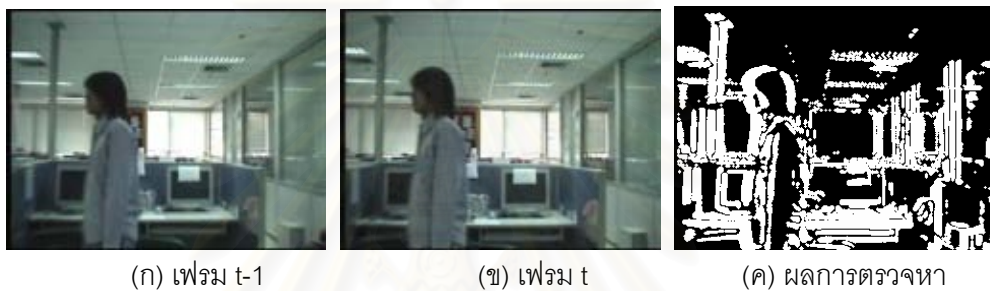 (ก) เฟรม t-1
(ข) เฟรม t
(ค) ผลการตรวจหา